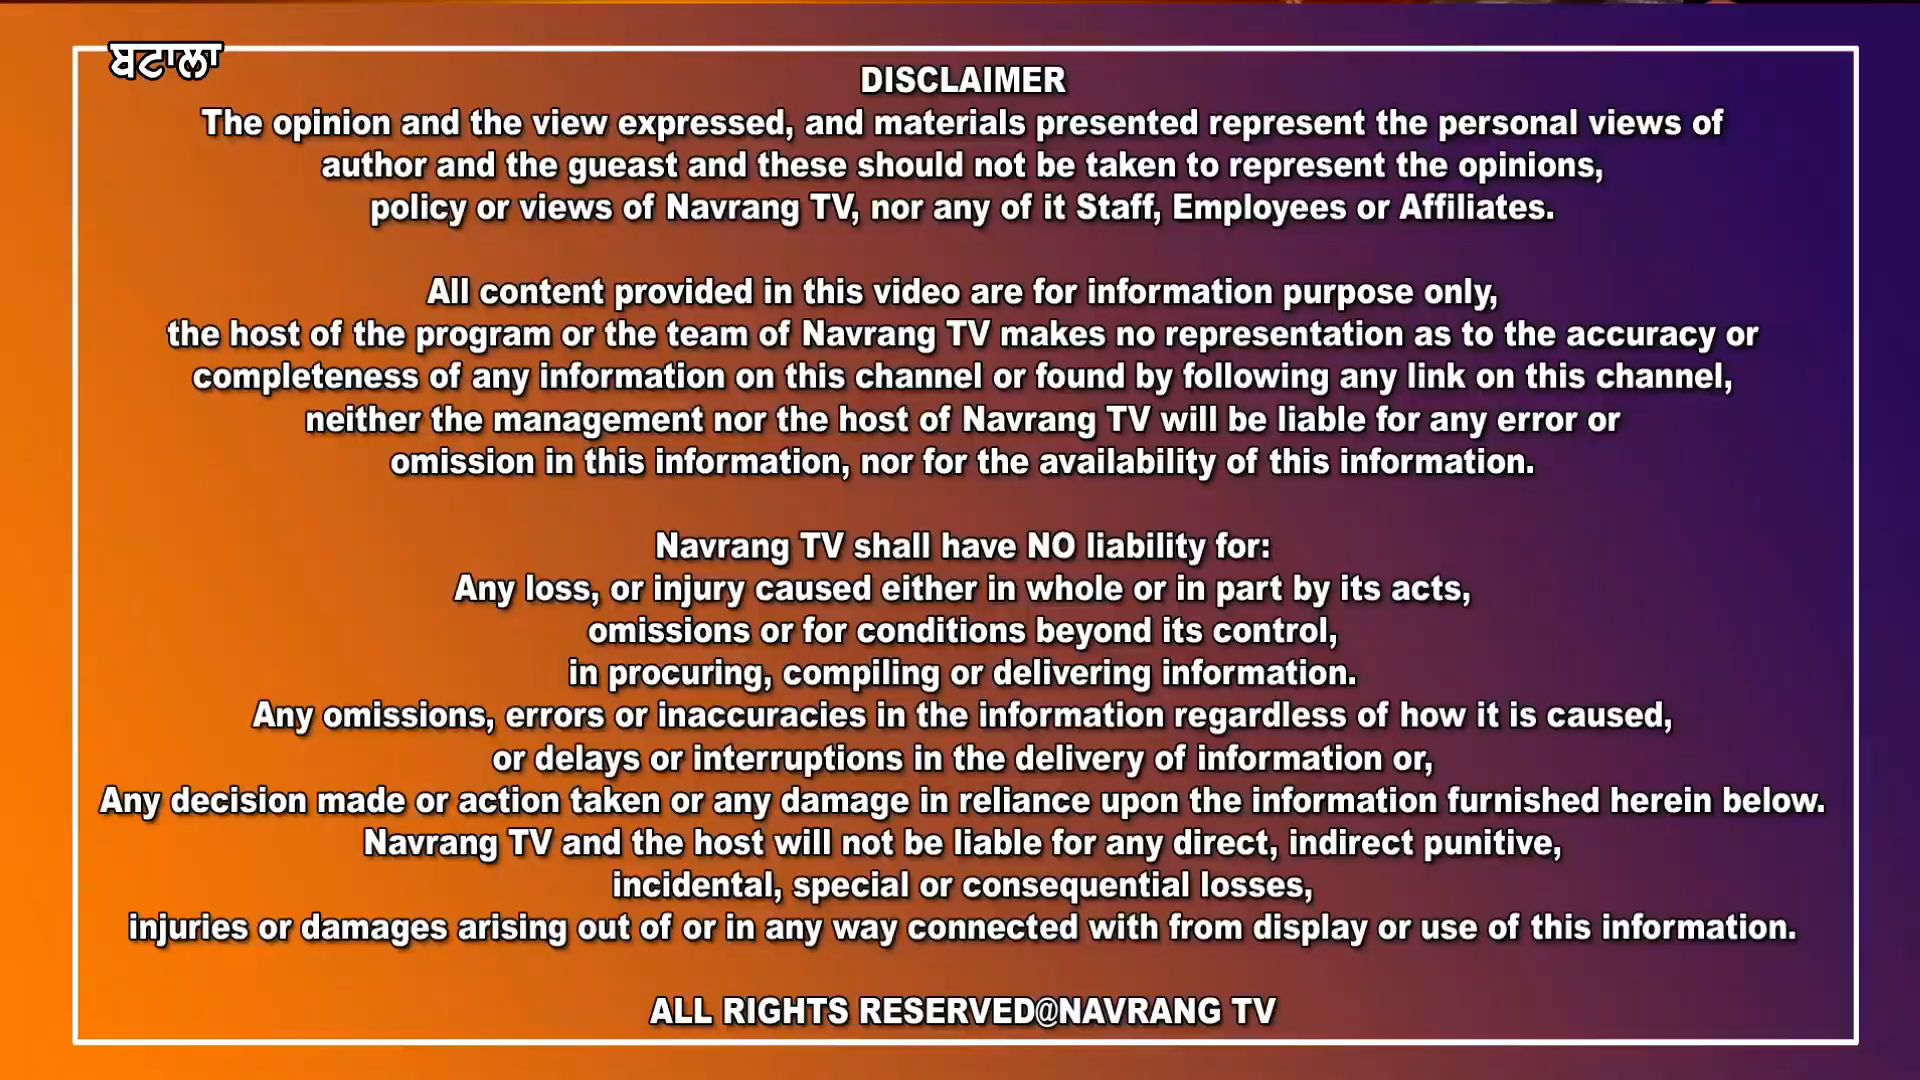 ਬਟਾਲਾ
DISCLAIMER
The opinion and the view expressed, and materials presented represent the personal views of
author and the gueast and these should not be taken to represent the opinions,
policy or views of Navrang TV, nor any of it Staff, Employees or Affiliates.
All content provided in this video are for information purpose only,
the host of the program or the team of Navrang TV makes no representation as to the accuracy or
completeness of any information on this channel or found by following any link on this channel,
neither the management nor the host of Navrang TV will be liable for any error or
omission in this information, nor for the availability of this information.
Navrang TV shall have NO liability for:
Any loss, or injury caused either in whole or in part by its acts,
omissions or for conditions beyond its control,
in procuring, compiling or delivering information.
Any omissions, errors or inaccuracies in the information regardless of how it is caused,
or delays or interruptions in the delivery of information or,
Any decision made or action taken or any damage in reliance upon the information furnished herein below.
Navrang TV and the host will not be liable for any direct, indirect punitive,
incidental, special or consequential losses,
injuries or damages arising out of or in any way connected with from display or use of this information.
ALL RIGHTS RESERVED@NAVRANG TV